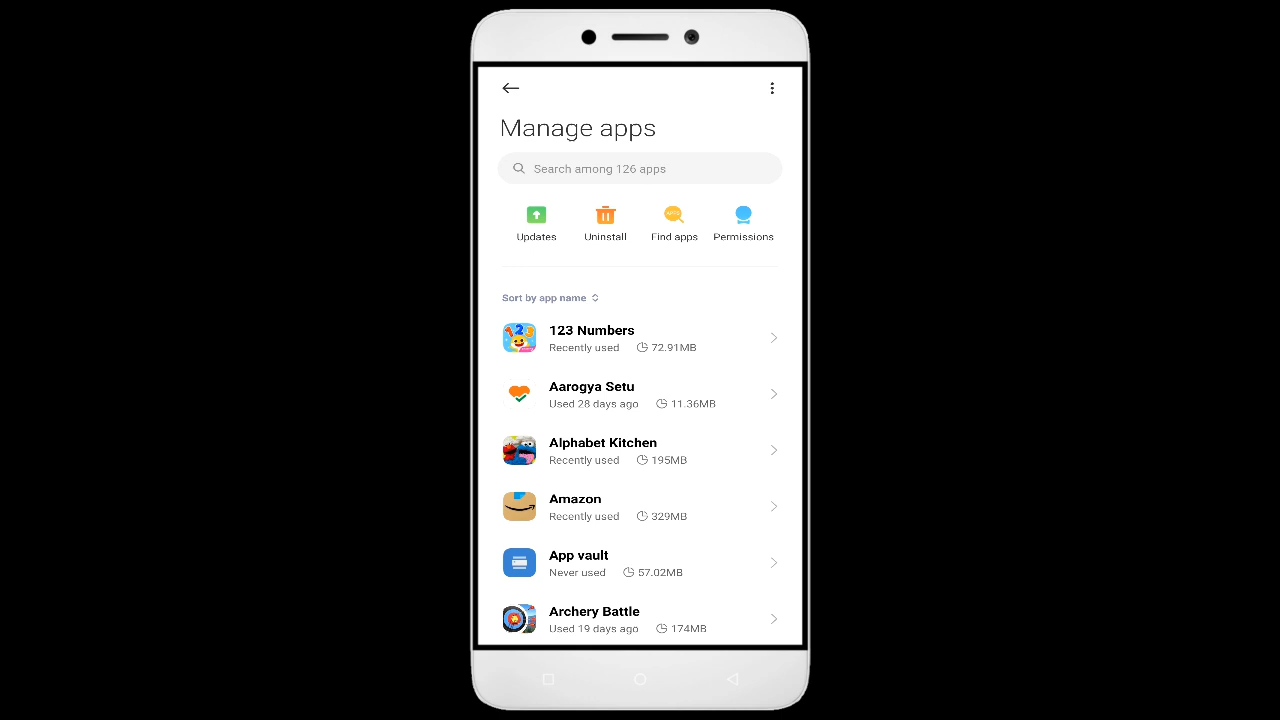 Manage apps
Search among 126 apps
Updates Uninstall Find apps Permissions
Sort by app name
123 Numbers
Recently used 72.91MB
Aarogya Setu
Used 28 days ago 11.36MB
Alphabet Kitchen
Recently used 195MB
Amazon
Recently used 329MB
App vault
Never used 57.02MB
Archery Battle
Used 19 days ago 174MB